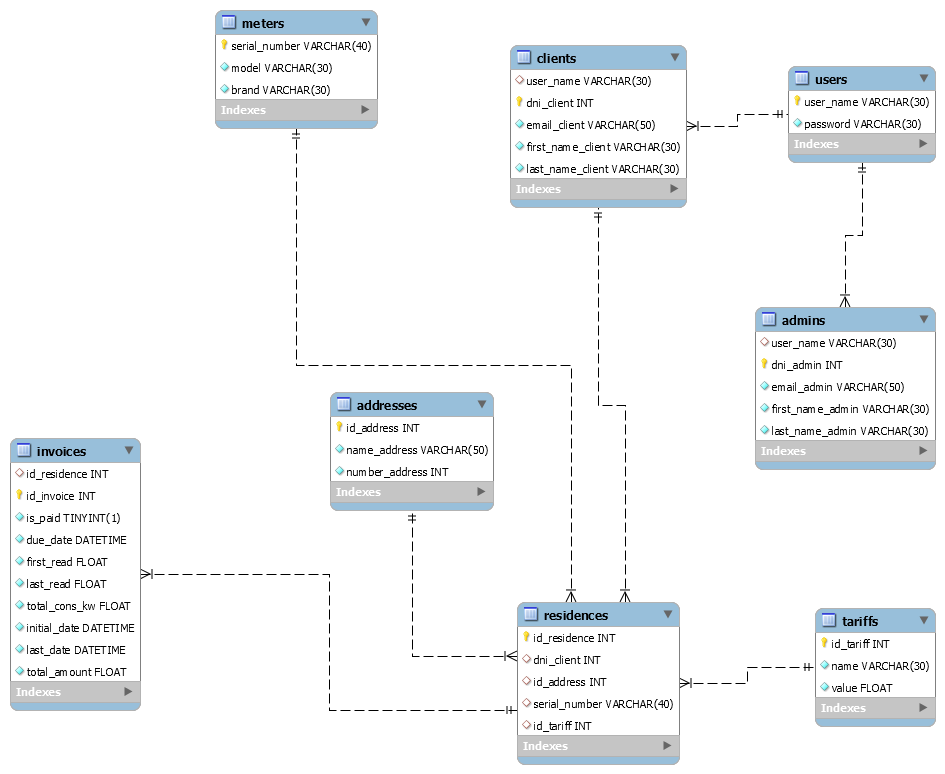 meters
serial_number VARCHAR(40)
model VARCHAR(30)
brand VARCHAR(30)
Indexes
clients
user_name VARCHAR(30)
dni_client INT
email_client VARCHAR(50)
first_name_client VARCHAR(30)
last_name_client VARCHAR(30)
Indexes
users
user_name VARCHAR(30)
password VARCHAR(30)
Indexes
admins
user_name VARCHAR(30)
dni_admin INT
email_admin VARCHAR(50)
first_name_admin VARCHAR(30)
last_name_admin VARCHAR(30)
Indexes
addresses
id_address INT
name_address VARCHAR(50)
number_address INT
Indexes
invoices
id_residence INT
id_invoice INT
is_paid TINYINT(1)
due_date DATETIME
first_read FLOAT
last_read FLOAT
total_cons_kw FLOAT
initial_date DATETIME
last_date DATETIME
total_amount FLOAT
Indexes
residences
id_residence INT
dni_client INT
id_address INT
serial_number VARCHAR(40)
id_tariff INT
Indexes
tariffs
id_tariff INT
name VARCHAR(30)
value FLOAT
Indexes